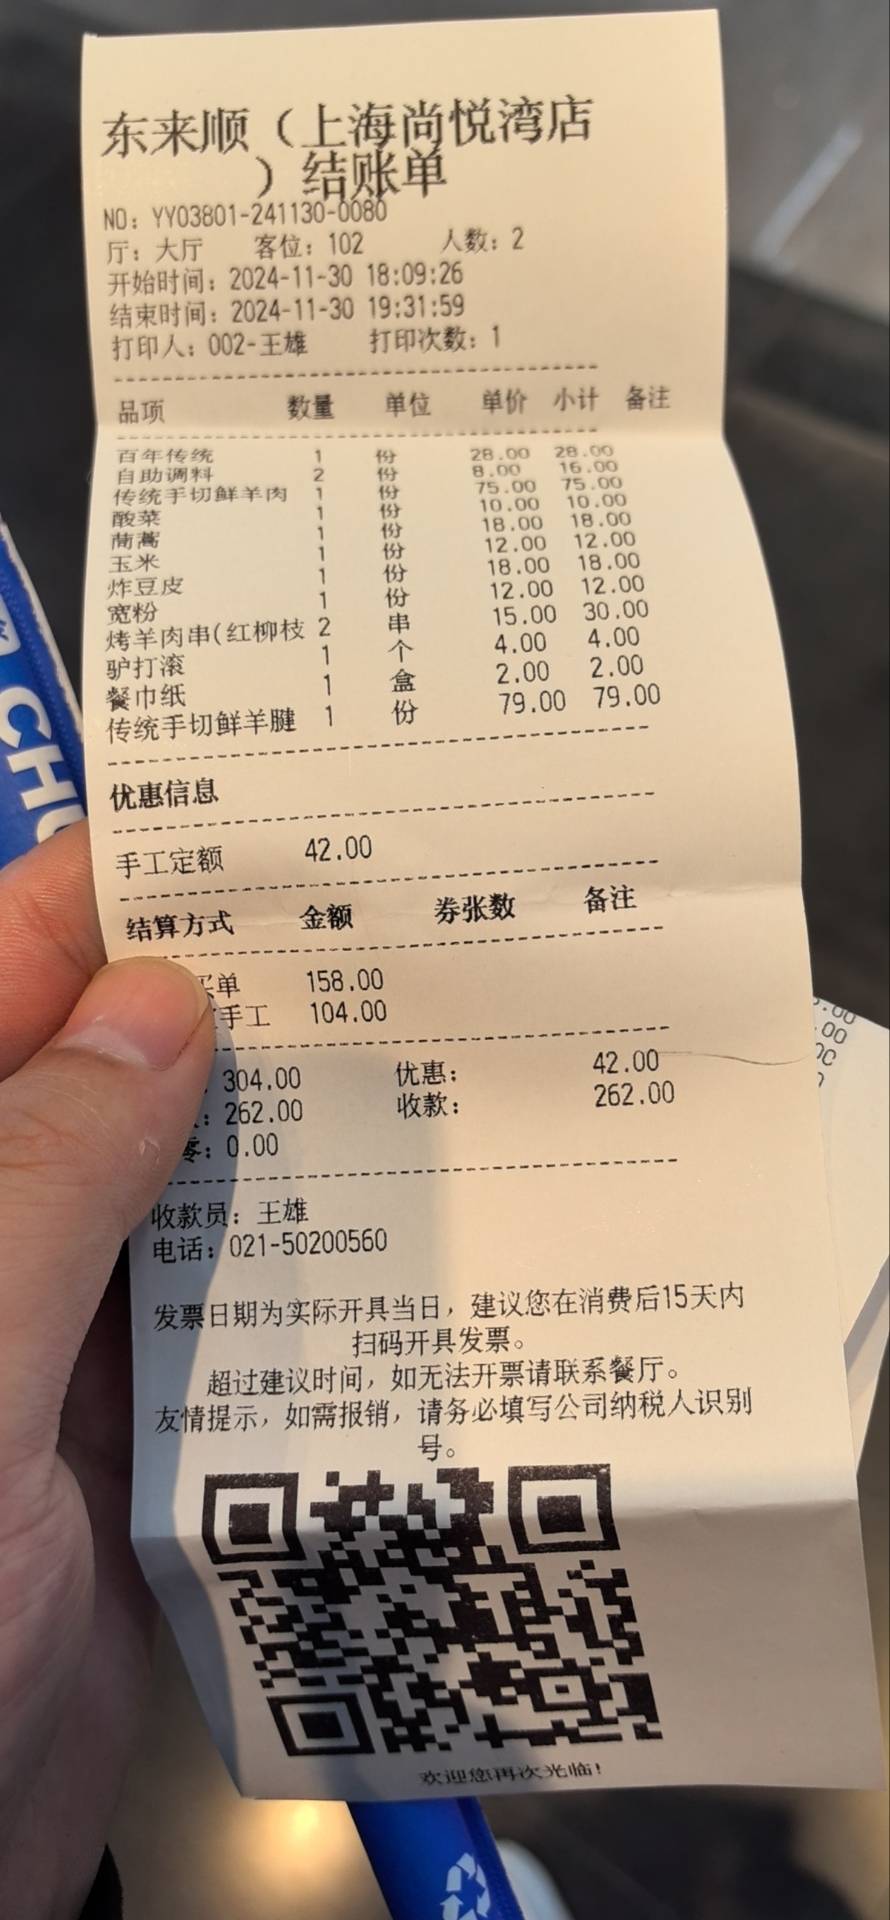 东来顺（上海尚悦湾店
）结账单
NO: YY03801-241130-0080
厅: 大厅 客位: 102 人数: 2
开始时间: 2024-11-30 18:09:26
结束时间: 2024-11-30 19:31:59
打印人: 002-王雄 打印次数: 1
品项 数量 单位 单价 小计 备注
百年传统 1 份 28.00 28.00
自助调料 2 份 8.00 16.00
传统手切鲜羊肉 1 份 75.00 75.00
酸菜 1 份 10.00 10.00
茼蒿 1 份 18.00 18.00
玉米 1 份 12.00 12.00
炸豆皮 1 份 18.00 18.00
宽粉 1 份 12.00 12.00
烤羊肉串(红柳枝 2 串 15.00 30.00
驴打滚 1 个 4.00 4.00
餐巾纸 1 盒 2.00 2.00
传统手切鲜羊腱 1 份 79.00 79.00
优惠信息
手工定额 42.00
结算方式 金额 券张数 备注
买单 158.00
手工 104.00
304.00 优惠: 42.00
: 262.00 收款: 262.00
零: 0.00
收款员: 王雄
电话: 021-50200560
发票日期为实际开具当日，建议您在消费后15天内
扫码开具发票。
超过建议时间，如无法开票请联系餐厅。
友情提示，如需报销，请务必填写公司纳税人识别
号。
欢迎您再次光临!
CHU